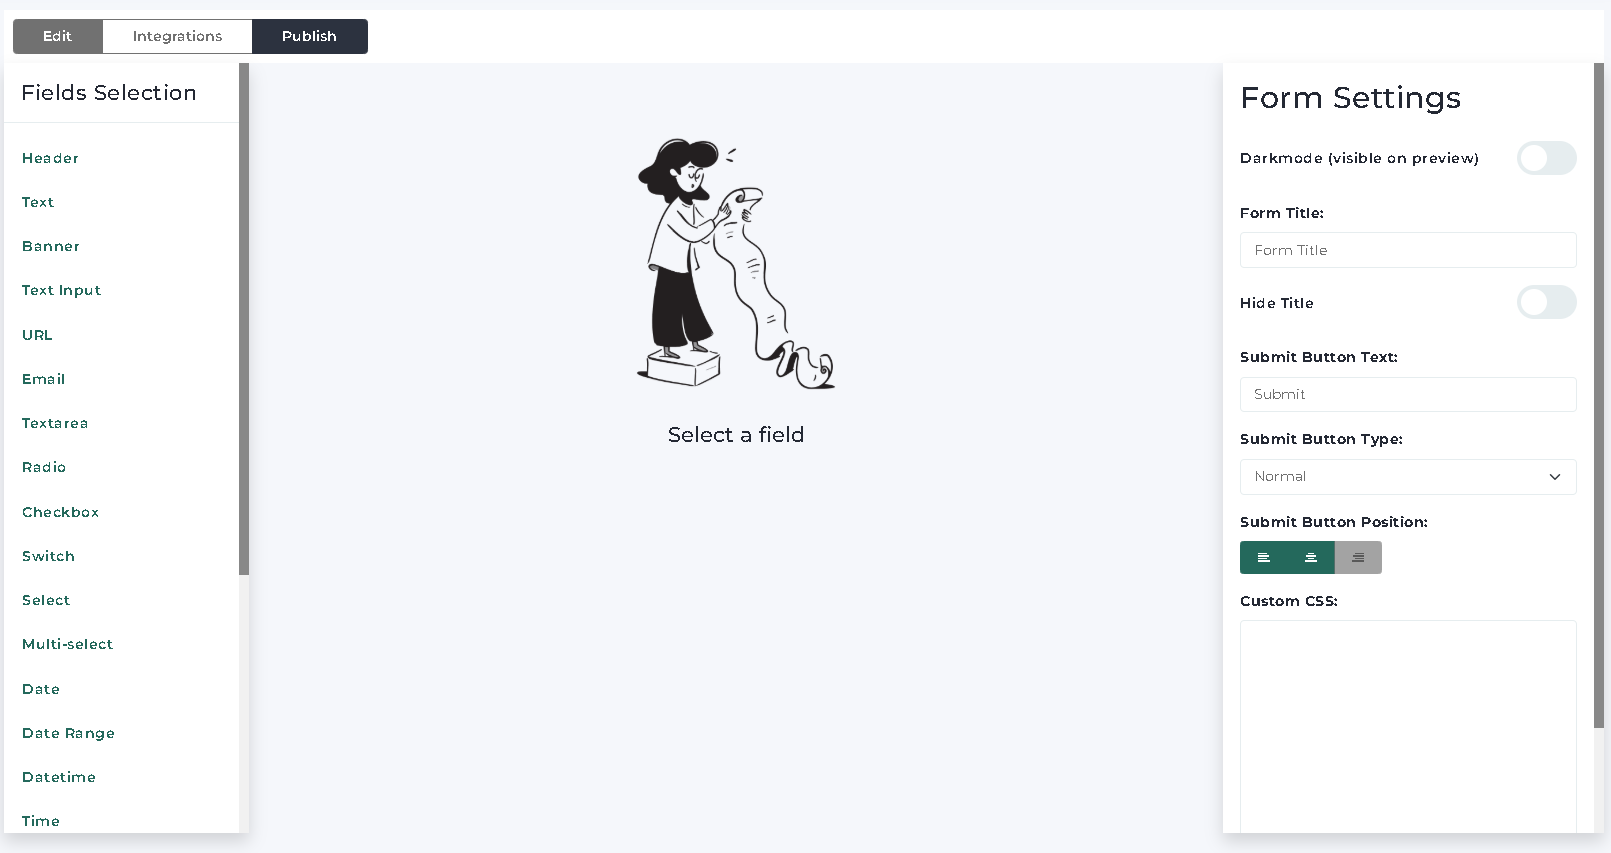 Edit
Integrations
Publish
Fields Selection
Header
Text
Banner
Text Input
URL
Email
Textarea
Radio
Checkbox
Switch
Select
Multi-select
Date
Date Range
Datetime
Time
Select a field
Form Settings
Darkmode (visible on preview)
Form Title:
Form Title
Hide Title
Submit Button Text:
Submit
Submit Button Type:
Normal
Submit Button Position:
Custom CSS: